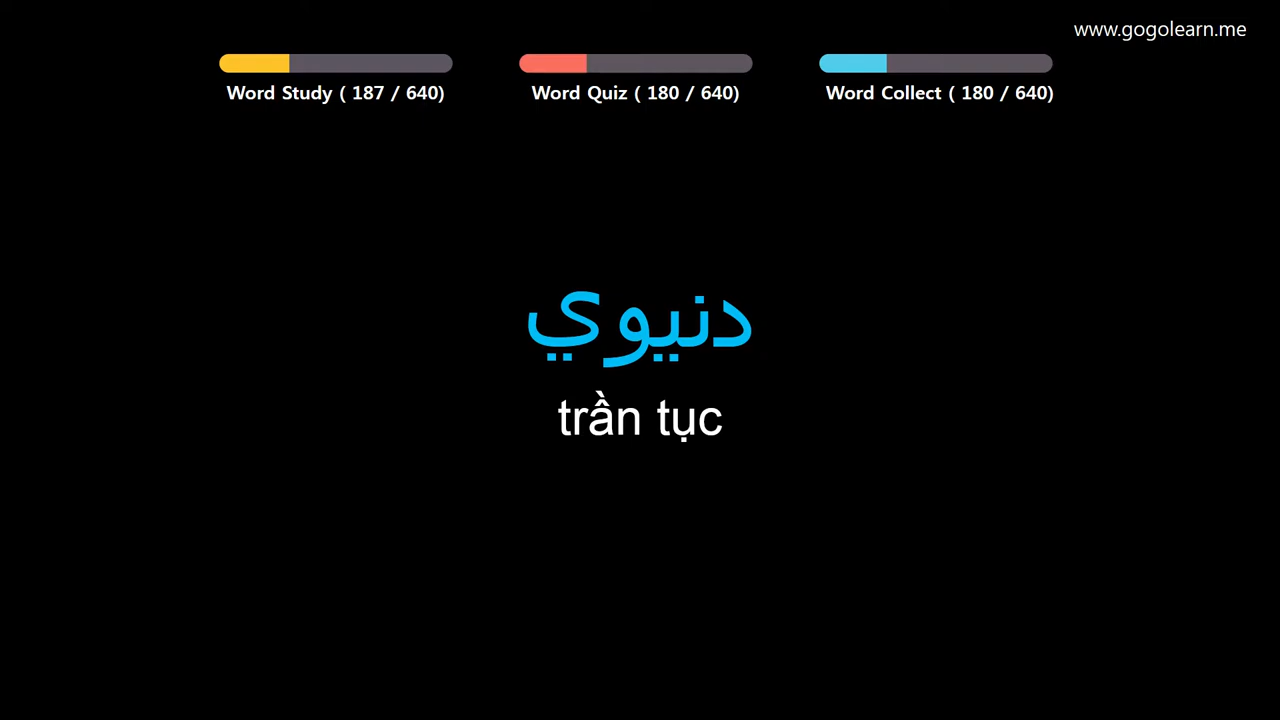 www.gogolearn.me
Word Study ( 187 / 640)
Word Quiz ( 180 / 640)
Word Collect ( 180 / 640)
دنيوي
trần tục